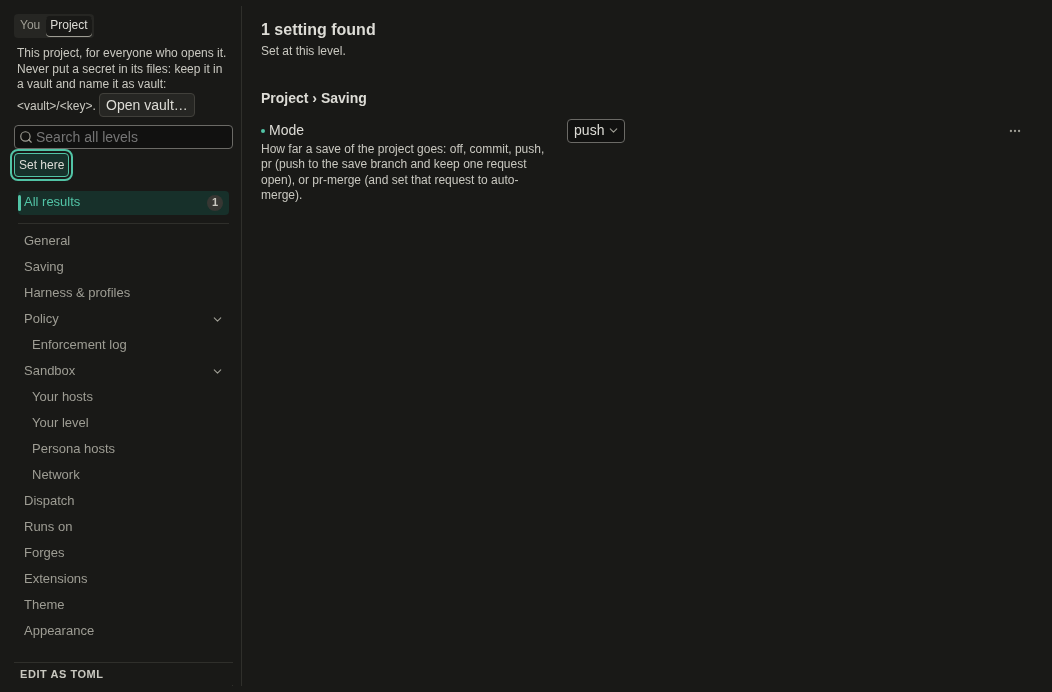 You Project
This project, for everyone who opens it.
Never put a secret in its files: keep it in
a vault and name it as vault:
<vault>/<key>. Open vault…
Search all levels
Set here
All results 1
General
Saving
Harness & profiles
Policy
Enforcement log
Sandbox
Your hosts
Your level
Persona hosts
Network
Dispatch
Runs on
Forges
Extensions
Theme
Appearance
EDIT AS TOML
1 setting found
Set at this level.
Project › Saving
Mode push
How far a save of the project goes: off, commit, push,
pr (push to the save branch and keep one request
open), or pr-merge (and set that request to auto-
merge).